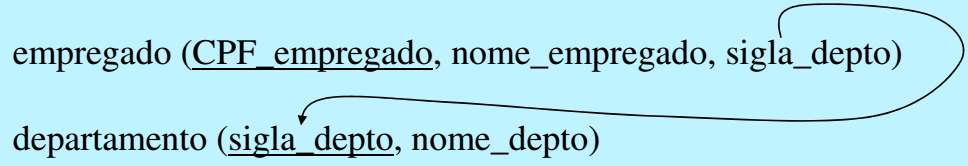 empregado (CPF_empregado, nome_empregado, sigla_depto)
departamento (sigla_depto, nome_depto)